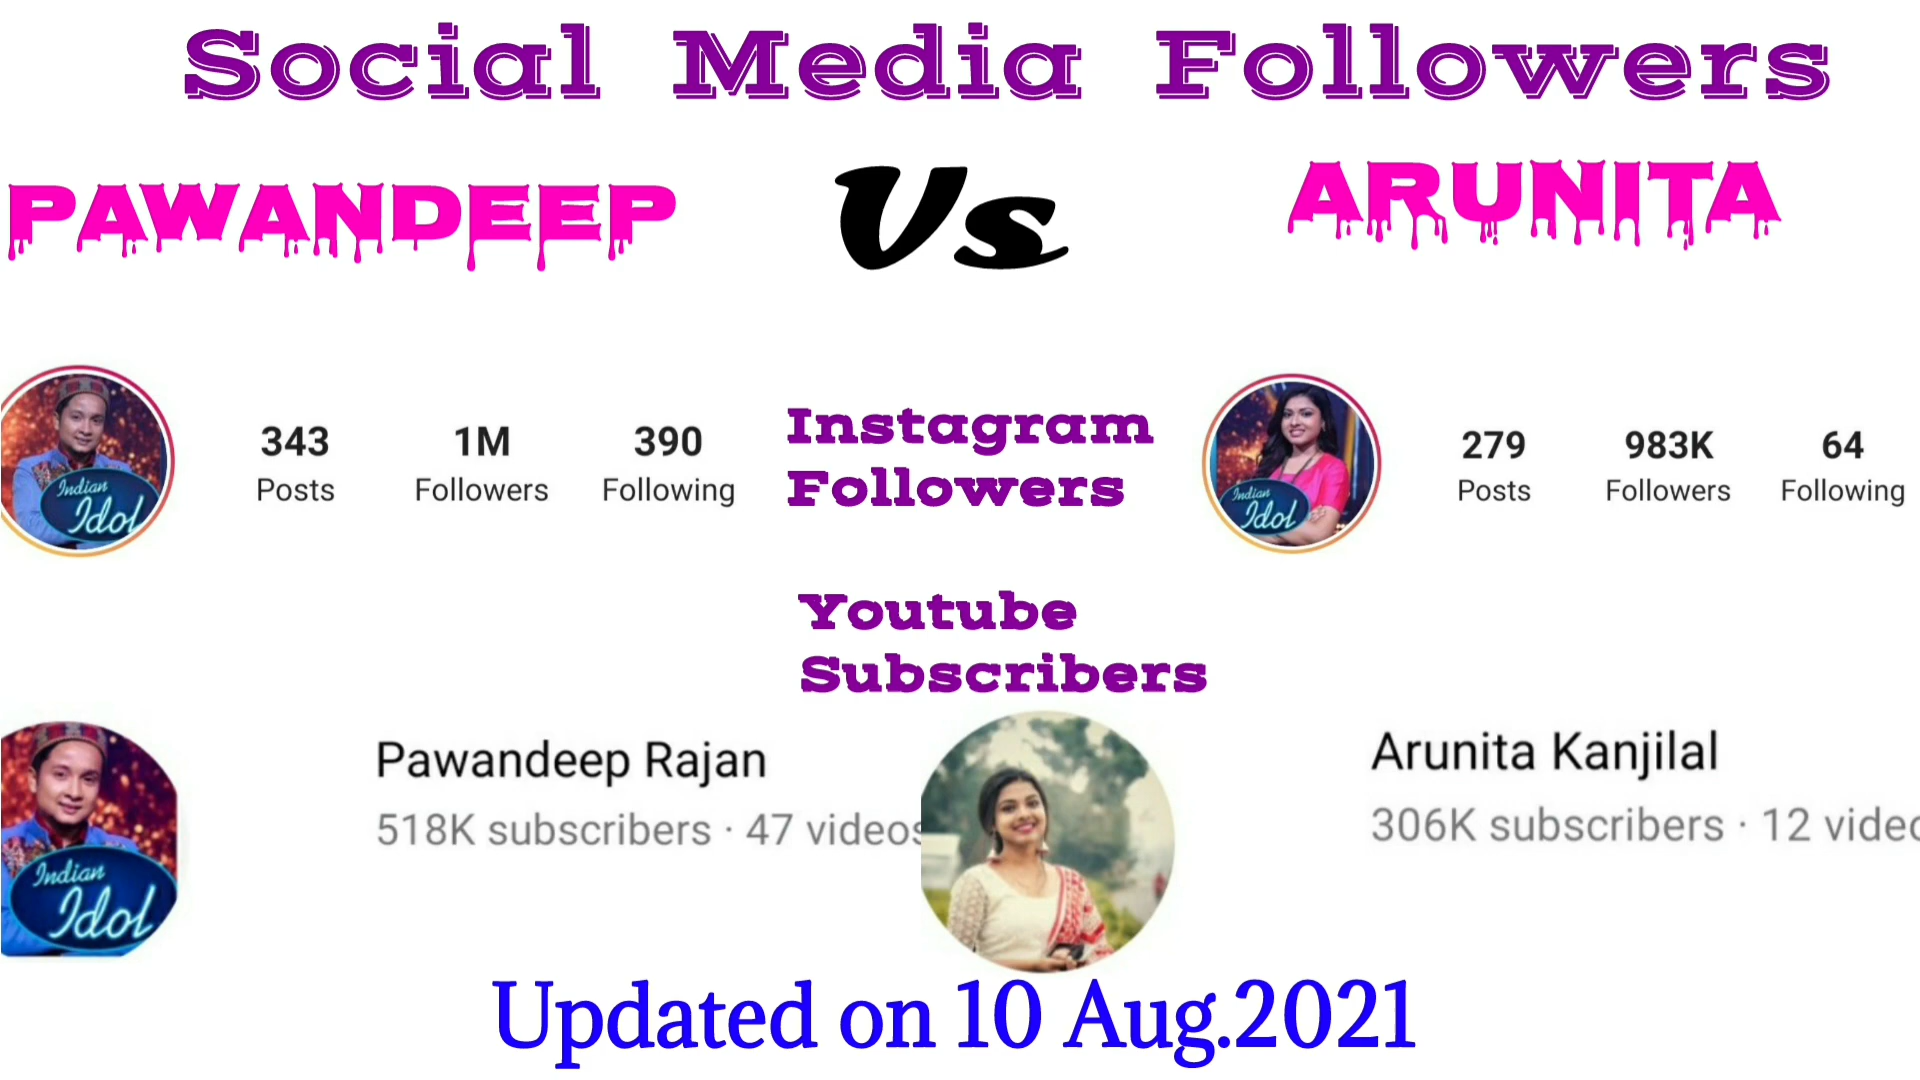 Social Media Followers
PAWANDEEP Vs ARUNITA
343 1M 390
Posts Followers Following
Instagram
Followers
279 983K 64
Posts Followers Following
Indian
Idol
Indian
Idol
Youtube
Subscribers
Pawandeep Rajan
518K subscribers · 47 videos
Arunita Kanjilal
306K subscribers · 12
Indian
Idol
Updated on 10 Aug.2021